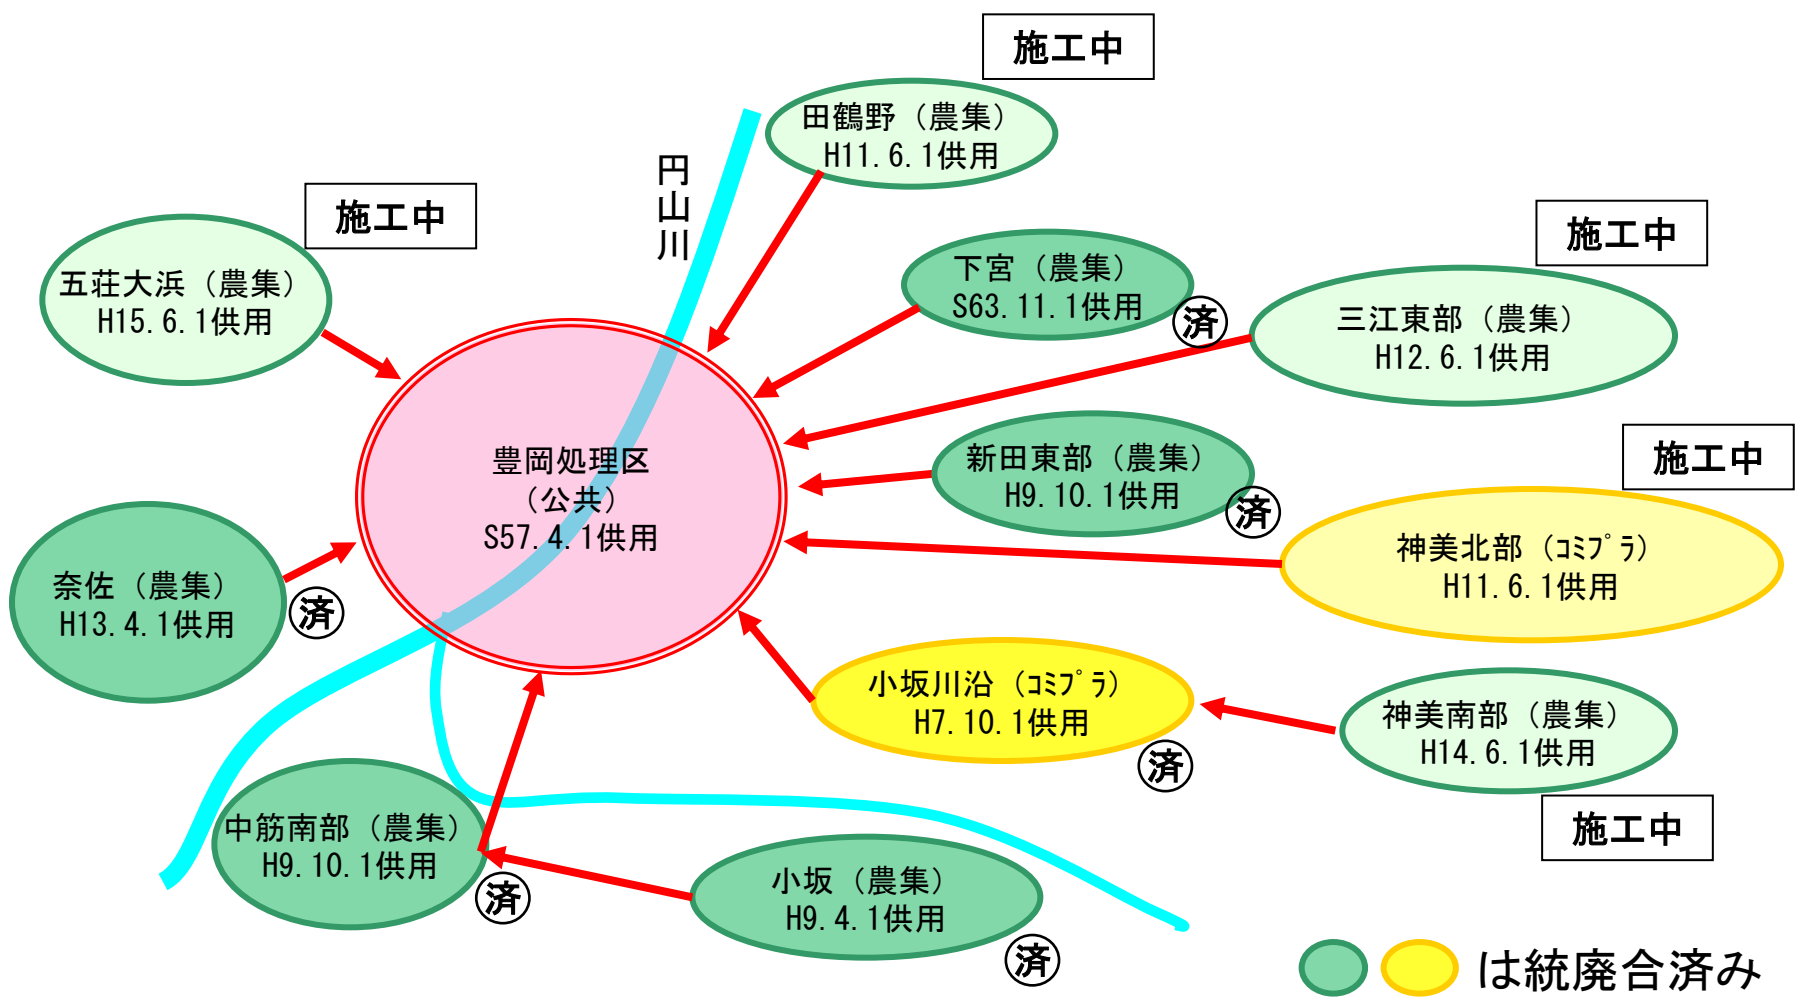 施工中
田鶴野（農集）
H11.6.1供用
円山川
施工中
五荘大浜（農集）
H15.6.1供用
下宮（農集）
S63.11.1供用
済
施工中
三江東部（農集）
H12.6.1供用
豊岡処理区
（公共）
S57.4.1供用
新田東部（農集）
H9.10.1供用
済
施工中
神美北部（ｺﾐﾌﾟﾗ）
H11.6.1供用
奈佐（農集）
H13.4.1供用
済
小坂川沿（ｺﾐﾌﾟﾗ）
H7.10.1供用
済
神美南部（農集）
H14.6.1供用
施工中
中筋南部（農集）
H9.10.1供用
済
小坂（農集）
H9.4.1供用
済
は統廃合済み